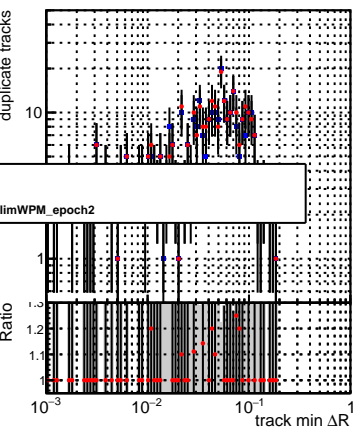 duplicate tracks
10
limWPM_epoch2
1
Ratio
1.3
1.2
1.1
1
10⁻³ 10⁻² 10⁻¹ 1
track min ΔR